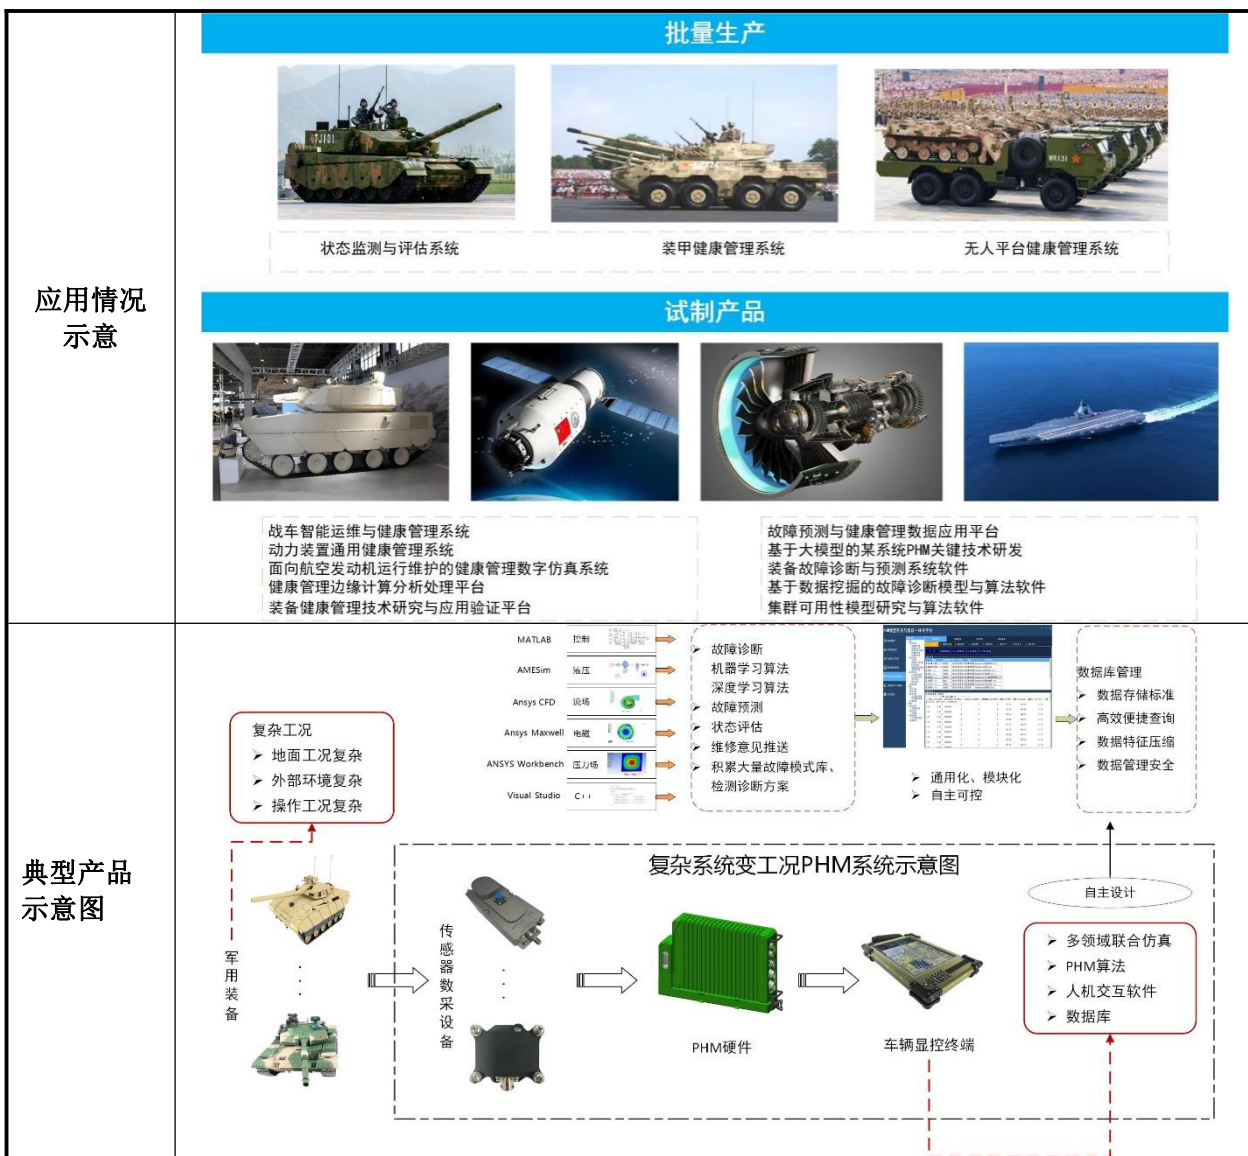 批量生产
TJ101
WR131
状态监测与评估系统
装甲健康管理系统
无人平台健康管理系统
应用情况
示意
试制产品
战车智能运维与健康管理系统
动力装置通用健康管理系统
面向航空发动机运行维护的健康管理数字仿真系统
健康管理边缘计算分析处理平台
装备健康管理技术研究与应用验证平台
故障预测与健康管理数据应用平台
基于大模型的某系统PHM关键技术研发
装备故障诊断与预测系统软件
基于数据挖掘的故障诊断模型与算法软件
集群可用性模型研究与算法软件
典型产品
示意图
复杂工况
➢ 地面工况复杂
➢ 外部环境复杂
➢ 操作工况复杂
MATLAB 控制
AMESim 液压
Ansys CFD 流场
Ansys Maxwell 电磁
ANSYS Workbench 压力场
Visual Studio C++
➢ 故障诊断
机器学习算法
深度学习算法
➢ 故障预测
➢ 状态评估
➢ 维修意见推送
➢ 积累大量故障模式库、
检测诊断方案
➢ 通用化、模块化
➢ 自主可控
数据库管理
➢ 数据存储标准
➢ 高效便捷查询
➢ 数据特征压缩
➢ 数据管理安全
复杂系统变工况PHM系统示意图
自主设计
➢ 多领域联合仿真
➢ PHM算法
➢ 人机交互软件
➢ 数据库
军用装备
传感器数采设备
PHM硬件
车辆显控终端